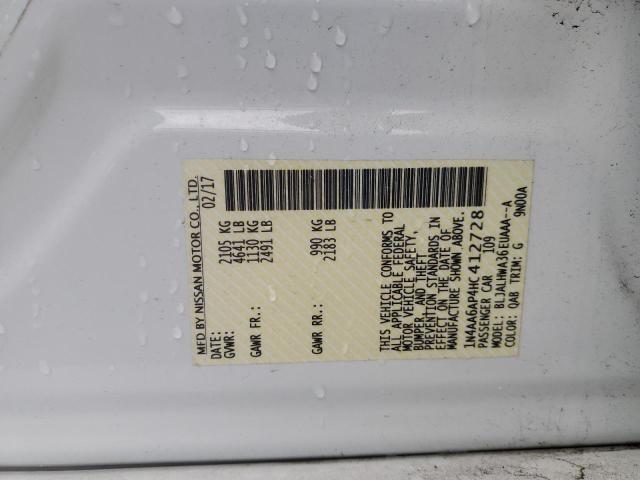 MFD BY NISSAN MOTOR CO., LTD.
DATE: 02/17
GVWR: 2105 KG
4641 LB
GAWR FR.: 1130 KG
2491 LB
GAWR RR.: 990 KG
2183 LB
THIS VEHICLE CONFORMS TO
ALL APPLICABLE FEDERAL
MOTOR VEHICLE SAFETY,
BUMPER, AND THEFT
PREVENTION STANDARDS IN
EFFECT ON THE DATE OF
MANUFACTURE SHOWN ABOVE.
1N4AA6AP4HC412728
PASSENGER CAR T09
MODEL: BLJALHWA36EUAAA--A
COLOR: QAB TRIM: G 9N00A